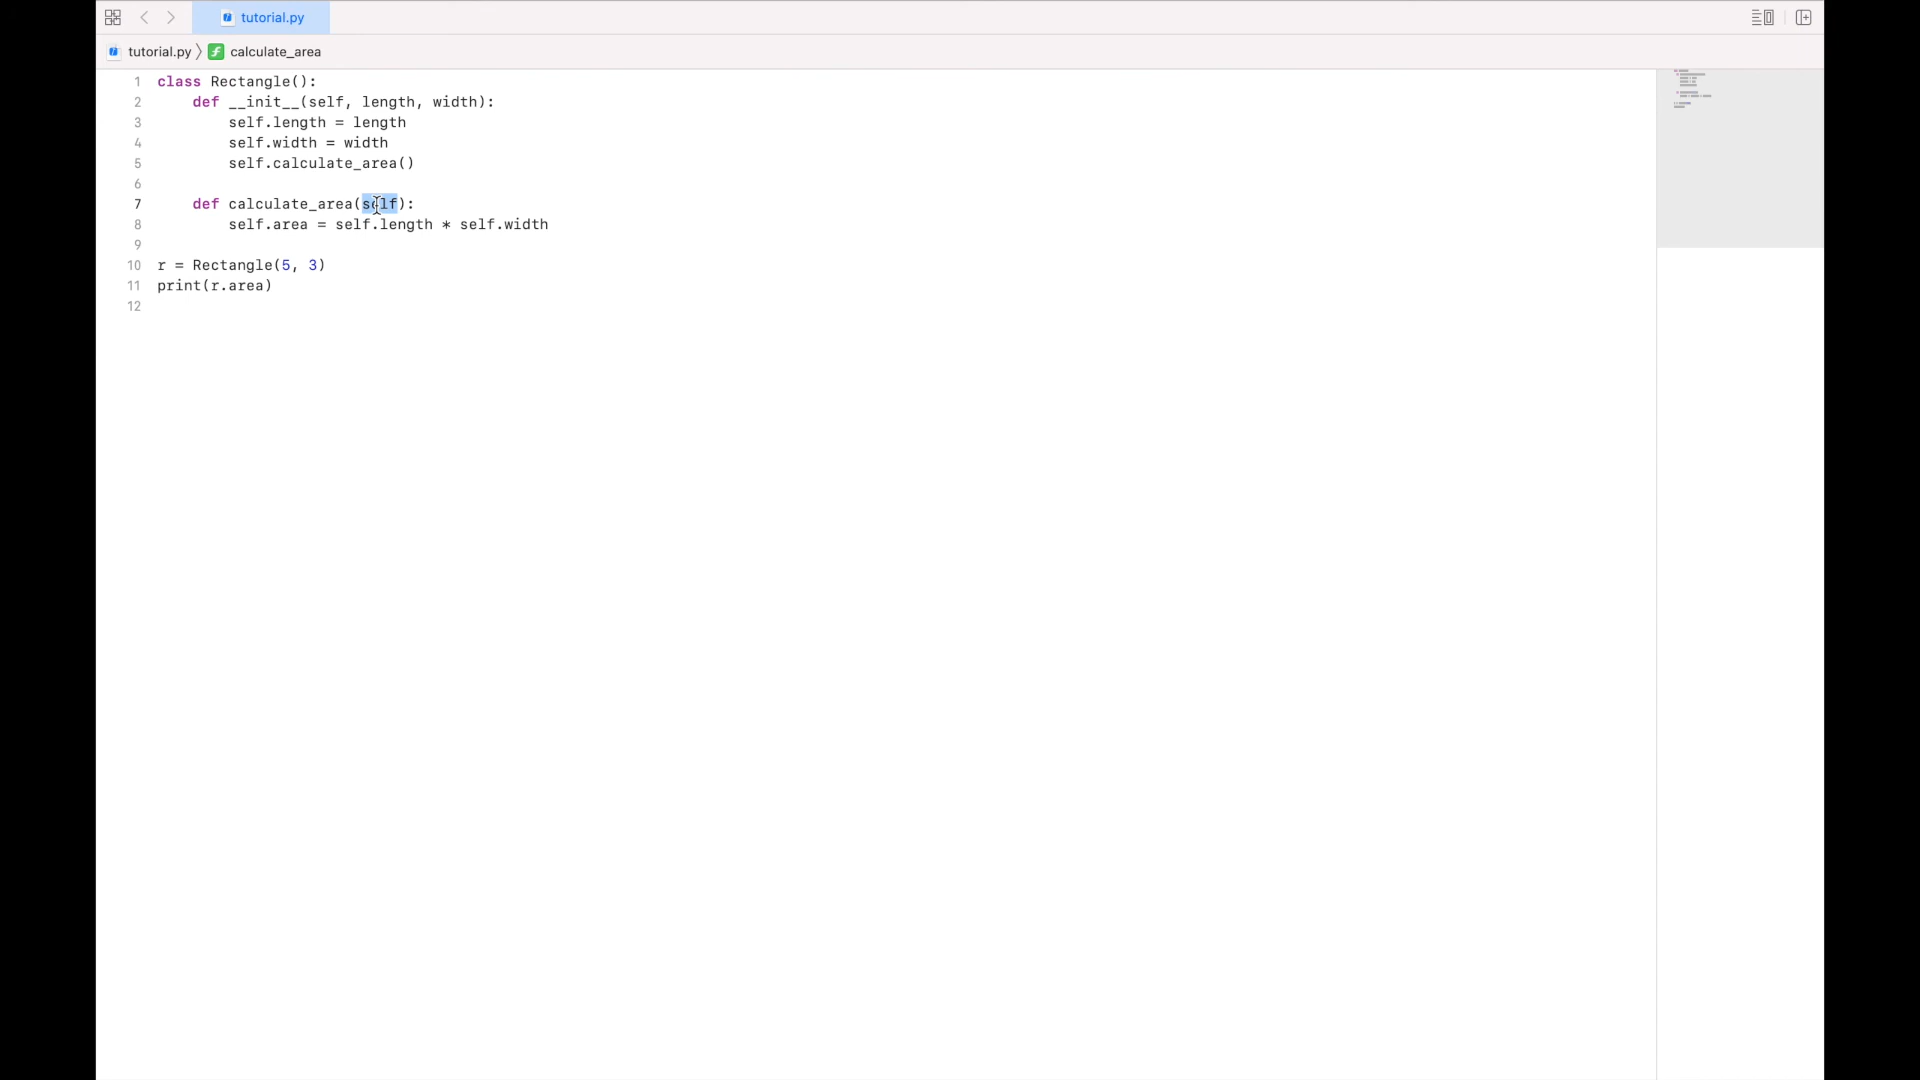 tutorial.py
tutorial.py 〉 calculate_area
1 class Rectangle():
2     def __init__(self, length, width):
3         self.length = length
4         self.width = width
5         self.calculate_area()
6
7     def calculate_area(self):
8         self.area = self.length * self.width
9
10 r = Rectangle(5, 3)
11 print(r.area)
12